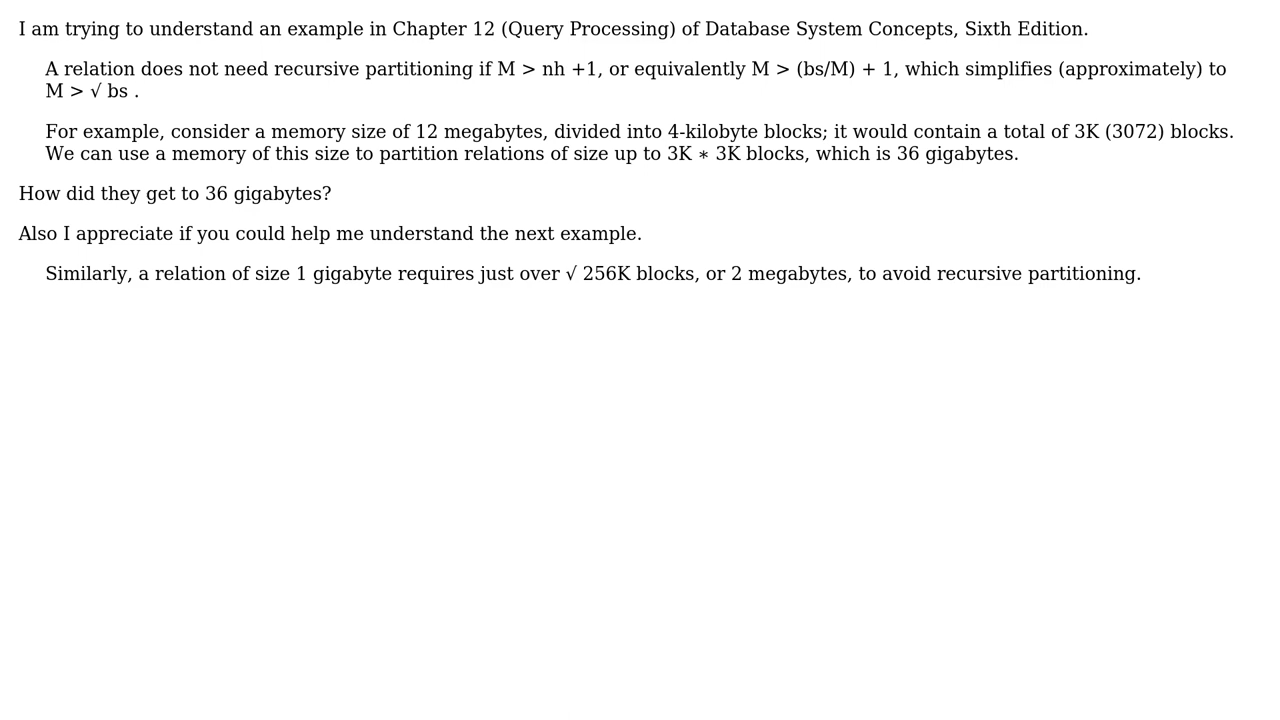 I am trying to understand an example in Chapter 12 (Query Processing) of Database System Concepts, Sixth Edition.
A relation does not need recursive partitioning if M > nh +1, or equivalently M > (bs/M) + 1, which simplifies (approximately) to
M > √ bs .
For example, consider a memory size of 12 megabytes, divided into 4-kilobyte blocks; it would contain a total of 3K (3072) blocks.
We can use a memory of this size to partition relations of size up to 3K ∗ 3K blocks, which is 36 gigabytes.
How did they get to 36 gigabytes?
Also I appreciate if you could help me understand the next example.
Similarly, a relation of size 1 gigabyte requires just over √ 256K blocks, or 2 megabytes, to avoid recursive partitioning.